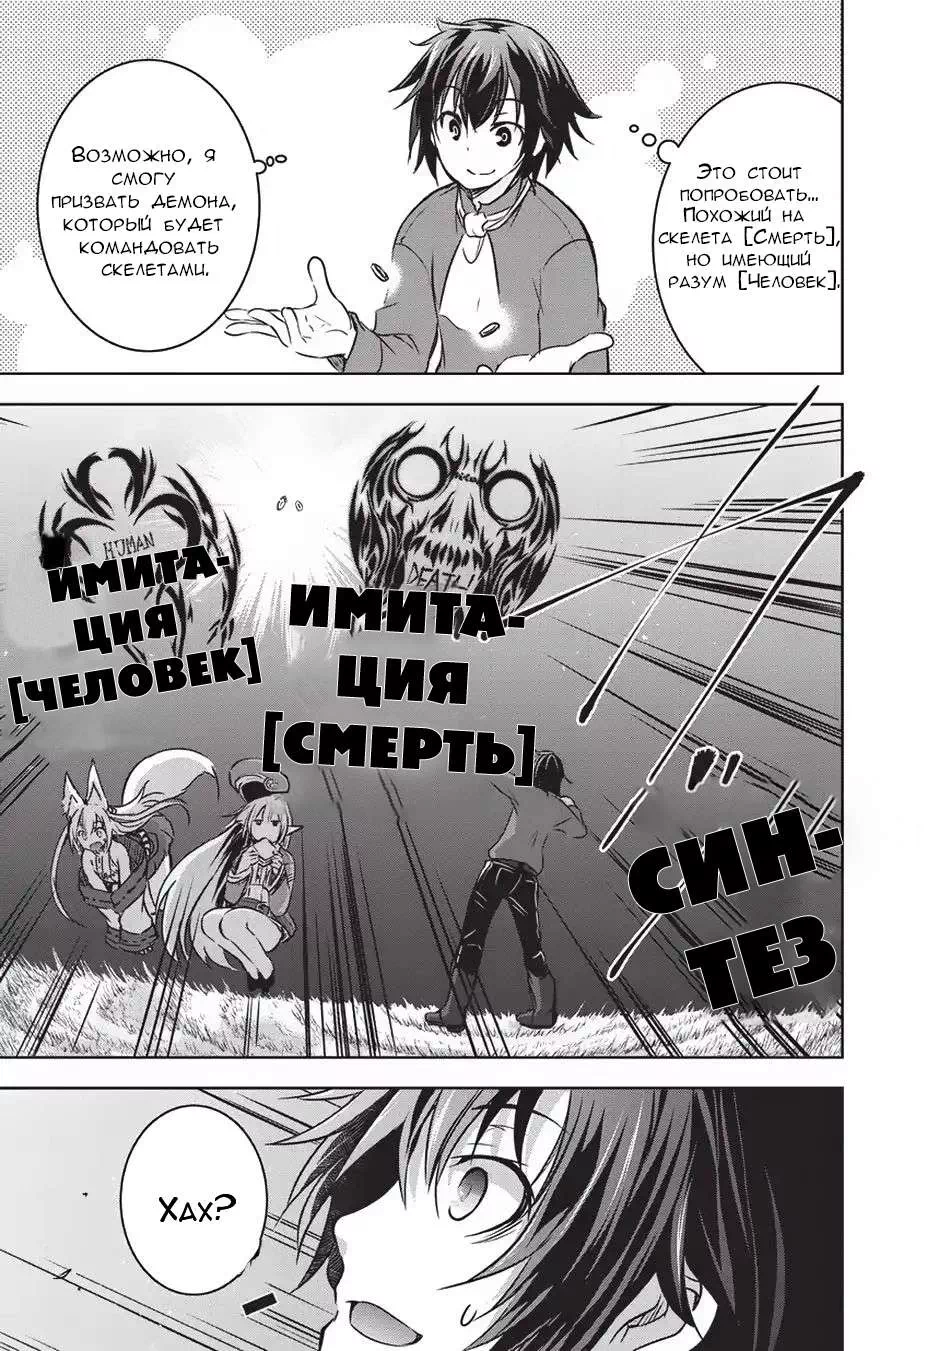 Это стоит
попробовать...
Похожий на
скелета [Смерть],
но имеющий
разум [Человек].
Возможно, я
смогу
призвать демона,
который будет
командовать
скелетами.
HUMAN
DEATH
ИМИТА-
ЦИЯ
[СМЕРТЬ]
ИМИТА-
ЦИЯ
[ЧЕЛОВЕК]
СИН-
ТЕЗ
Хах?